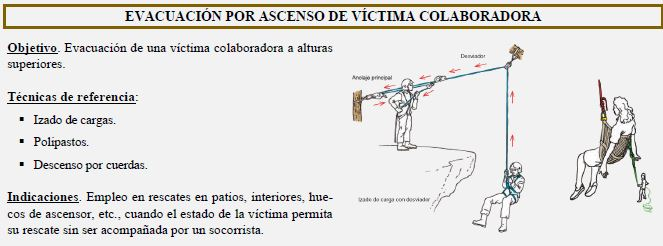 EVACUACIÓN POR ASCENSO DE VÍCTIMA COLABORADORA
Objetivo. Evacuación de una víctima colaboradora a alturas
superiores.
Técnicas de referencia:
▪ Izado de cargas.
▪ Polipastos.
▪ Descenso por cuerdas.
Indicaciones. Empleo en rescates en patios, interiores, hue-
cos de ascensor, etc., cuando el estado de la víctima permita
su rescate sin ser acompañada por un socorrista.
Desviador
Anclaje principal
Izado de carga con desviador